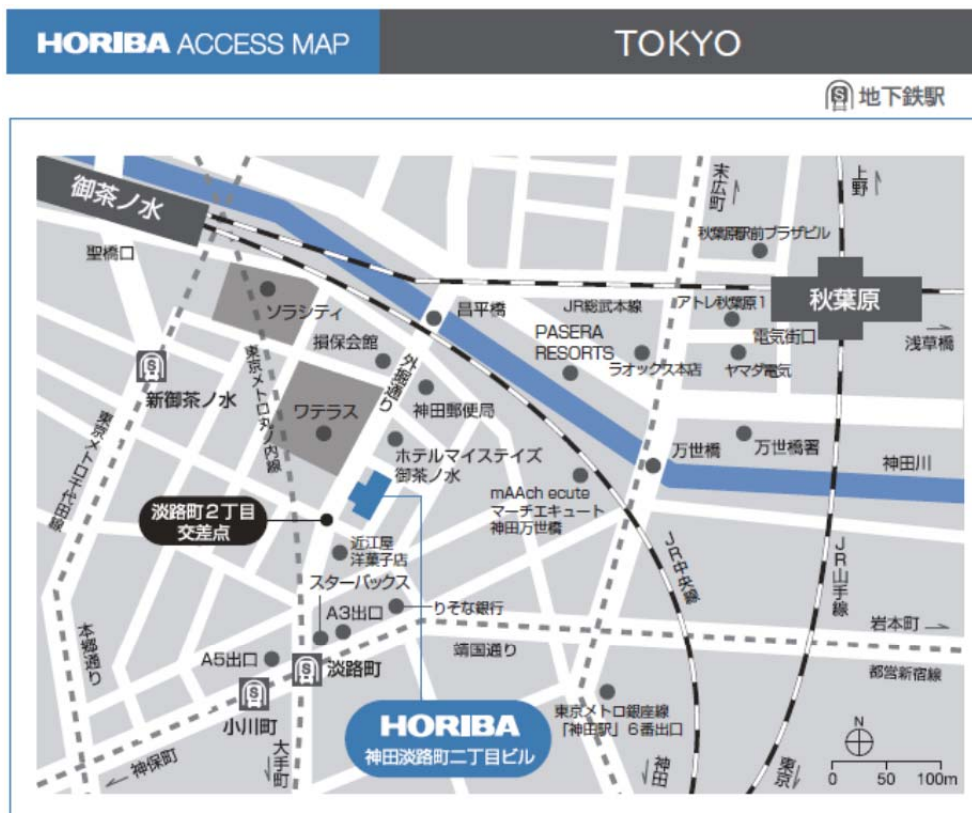 HORIBA ACCESS MAP
TOKYO
S 地下鉄駅
御茶ノ水
末広町
上野
秋葉原駅前プラザビル
聖橋口
秋葉原
ソラシティ
昌平橋
JR総武本線
アトレ秋葉原1
電気街口
浅草橋
損保会館
PASERA
RESORTS
ラオックス本店
ヤマダ電気
外堀通り
S
新御茶ノ水
東京メトロ丸ノ内線
神田郵便局
ワテラス
東京メトロ千代田線
ホテルマイステイズ
御茶ノ水
万世橋
万世橋署
神田川
mAAch ecute
マーチエキュート
神田万世橋
淡路町2丁目
交差点
近江屋
洋菓子店
JR中央線
JR山手線
スターバックス
A3出口
りそな銀行
岩本町
本郷通り
A5出口
S
淡路町
靖国通り
都営新宿線
S
小川町
HORIBA
神田淡路町二丁目ビル
東京メトロ銀座線
「神田駅」6番出口
N
神保町
大手町
神田
東京
0 50 100m